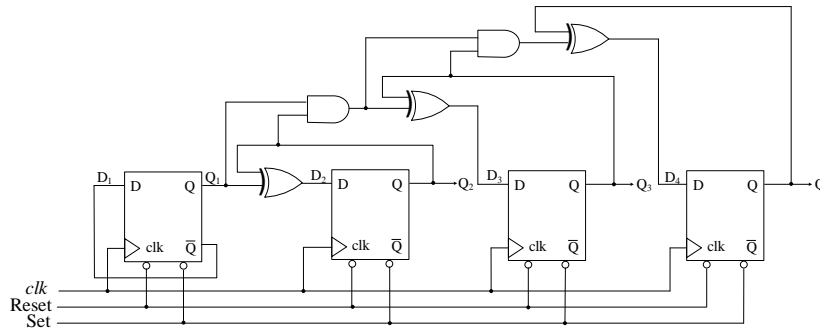 D₁ D Q Q₁ clk Q̅
D₂ D Q Q₂ clk Q̅
D₃ D Q Q₃ clk Q̅
D₄ D Q Q clk Q̅
clk
Reset
Set